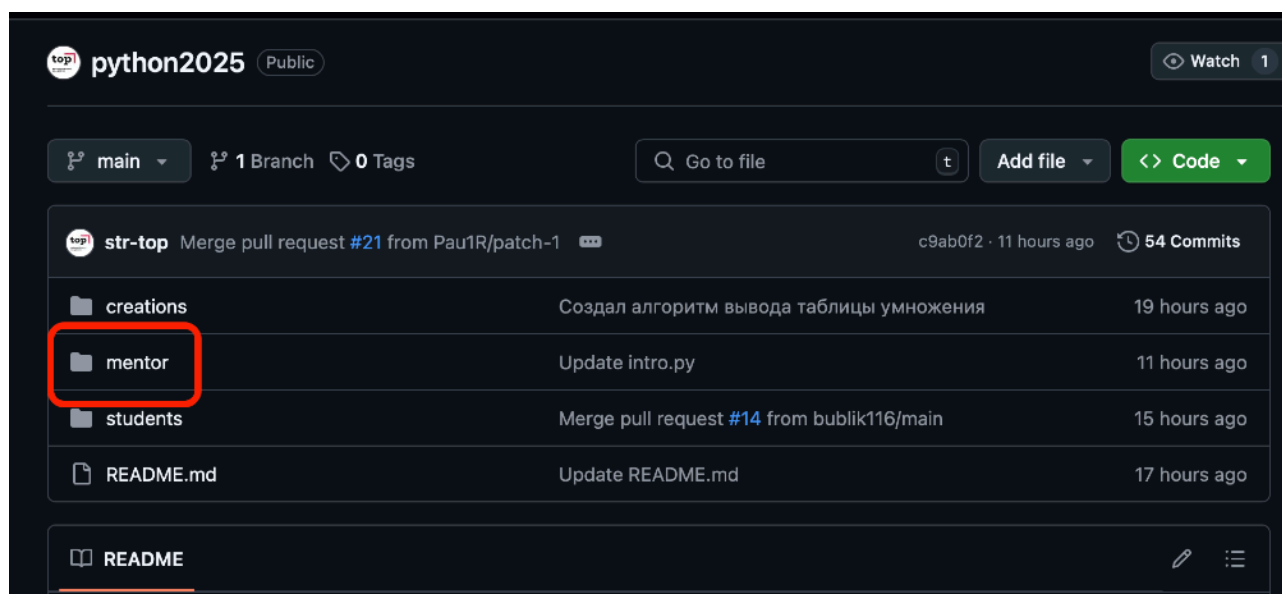 top python2025 Public Watch 1
main 1 Branch 0 Tags Go to file t Add file <> Code
top str-top Merge pull request #21 from Pau1R/patch-1 c9ab0f2 · 11 hours ago 54 Commits
creations Создал алгоритм вывода таблицы умножения 19 hours ago
mentor Update intro.py 11 hours ago
students Merge pull request #14 from bublik116/main 15 hours ago
README.md Update README.md 17 hours ago
README